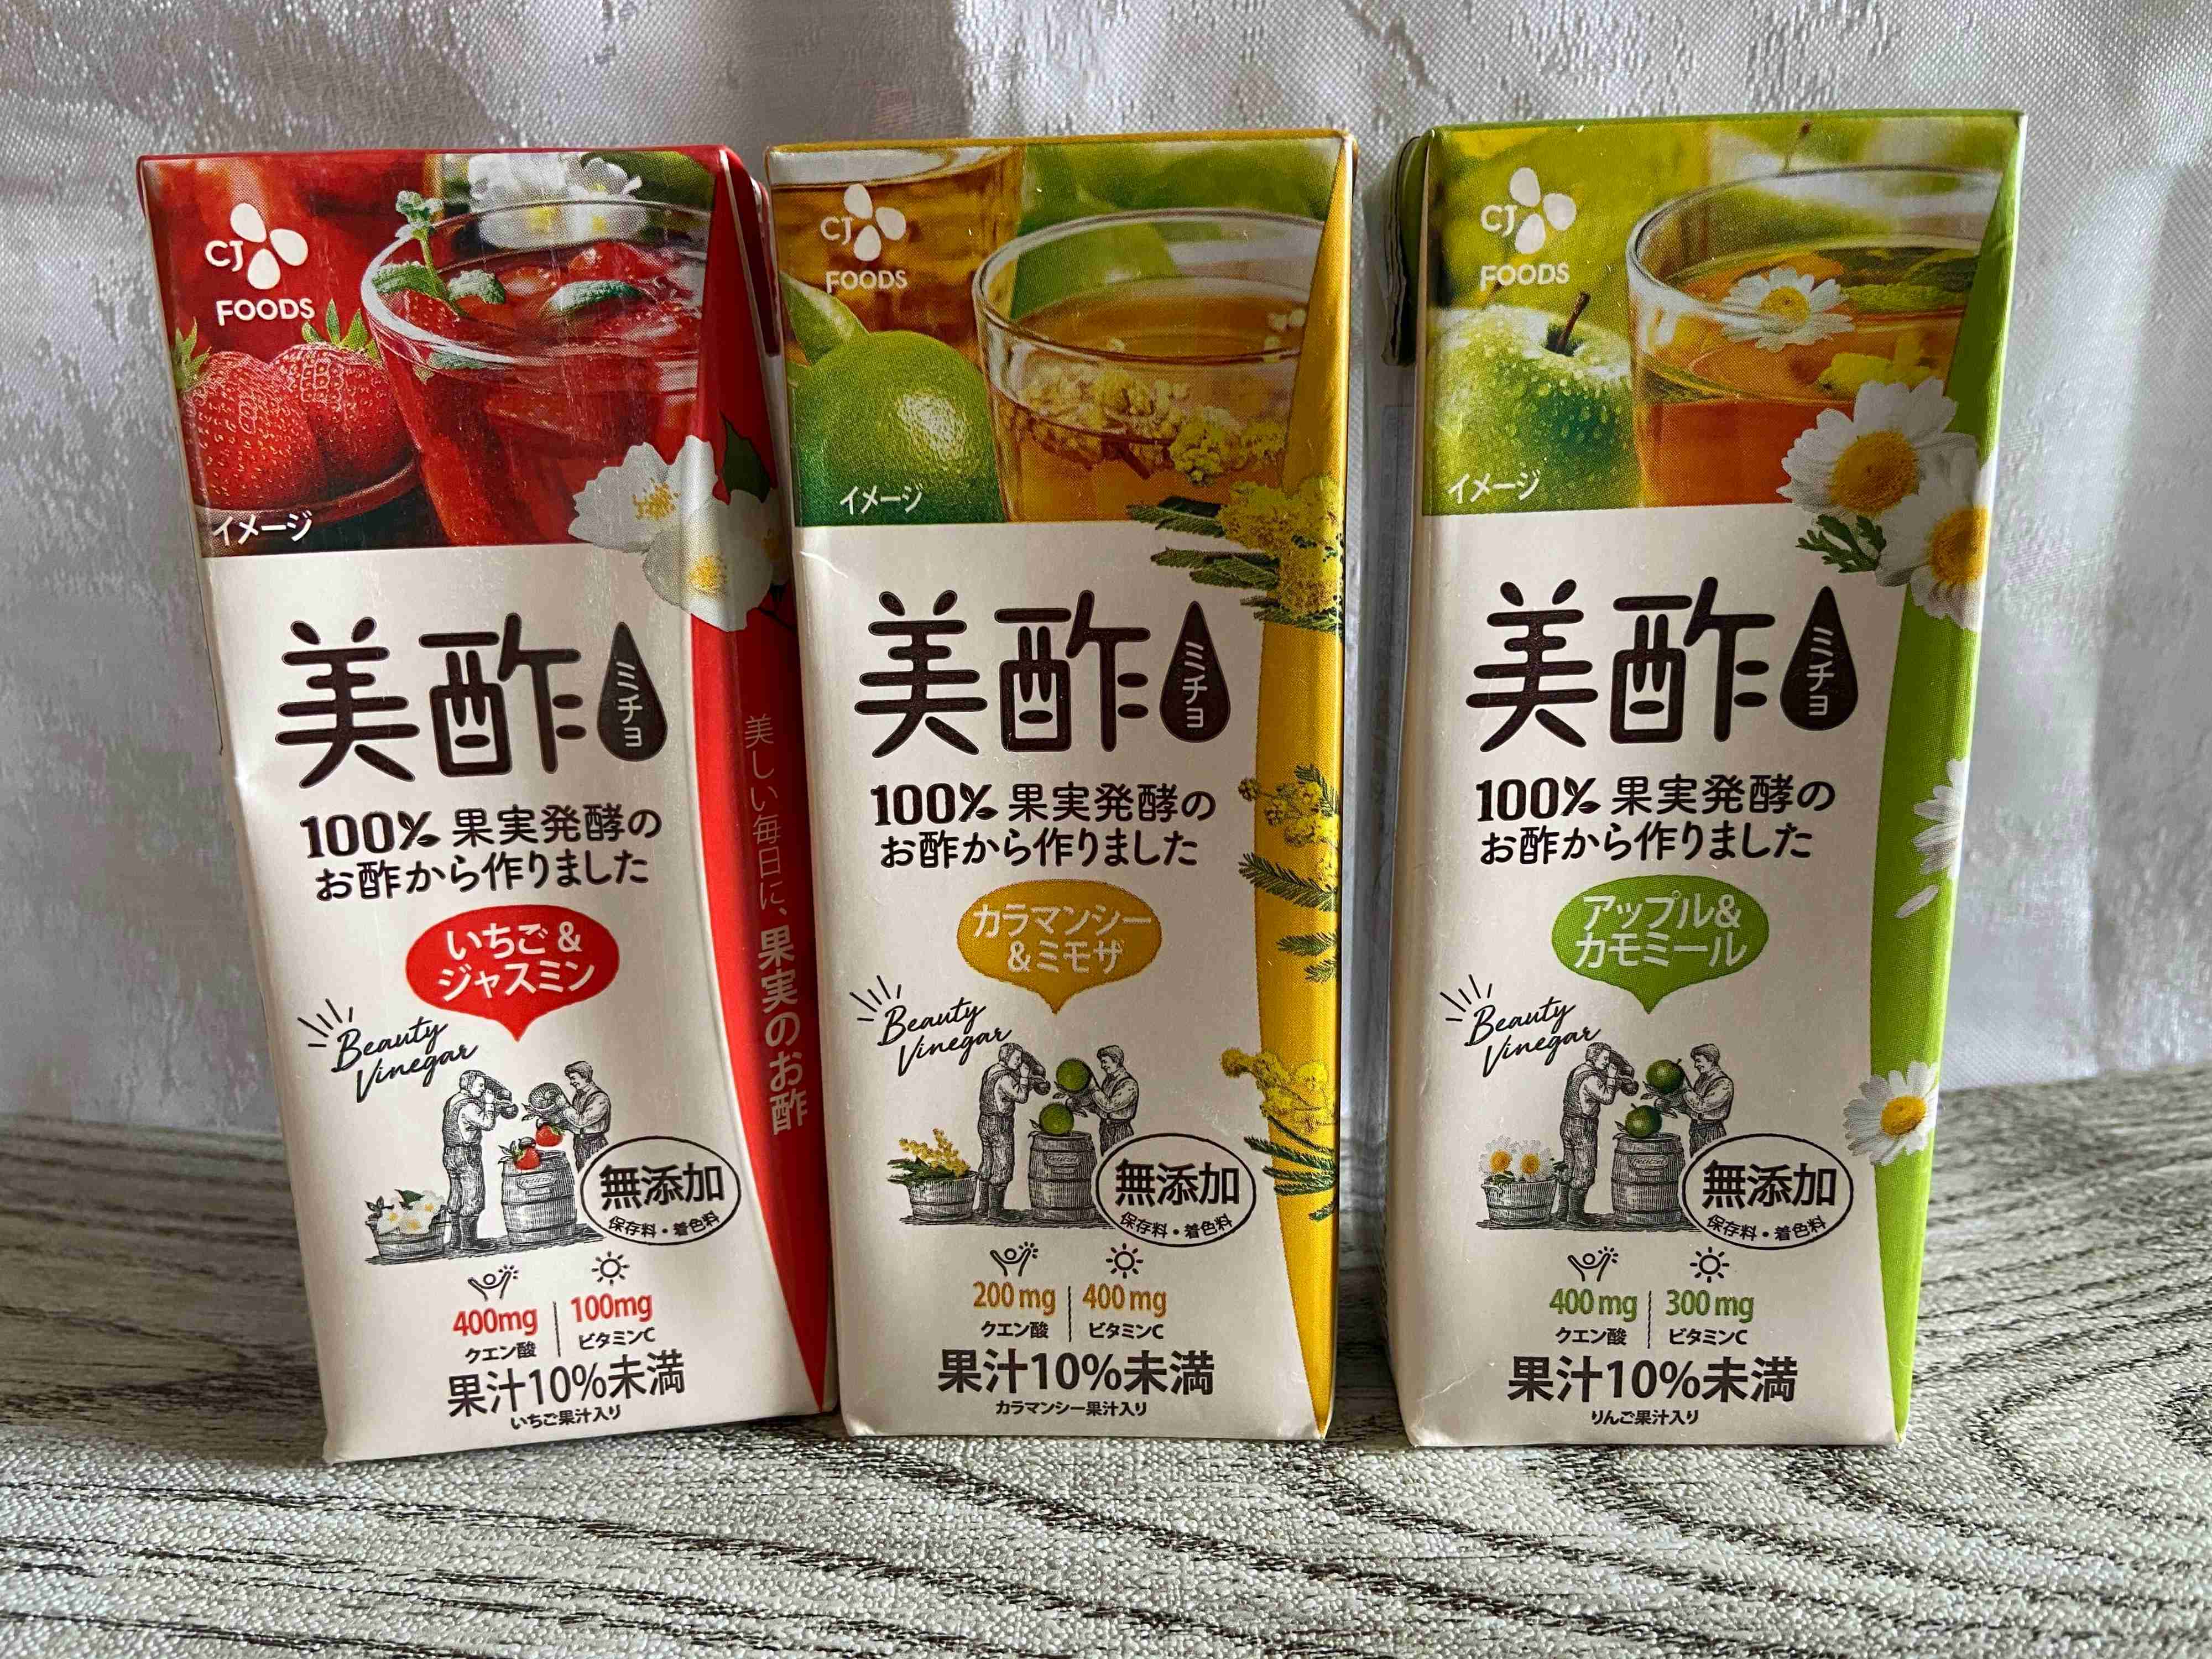 CJ
FOODS
イメージ
美酢
ミチョ
100% 果実発酵の
お酢から作りました
いちご&
ジャスミン
Beauty
Vinegar
無添加
保存料・着色料
400mg
クエン酸
100mg
ビタミンC
果汁10%未満
いちご果汁入り
美しい毎日に、果実のお酢
CJ
FOODS
イメージ
美酢
ミチョ
100% 果実発酵の
お酢から作りました
カラマンシー
&ミモザ
Beauty
Vinegar
無添加
保存料・着色料
200mg
クエン酸
400mg
ビタミンC
果汁10%未満
カラマンシー果汁入り
CJ
FOODS
イメージ
美酢
ミチョ
100% 果実発酵の
お酢から作りました
アップル&
カモミール
Beauty
Vinegar
無添加
保存料・着色料
400mg
クエン酸
300mg
ビタミンC
果汁10%未満
りんご果汁入り